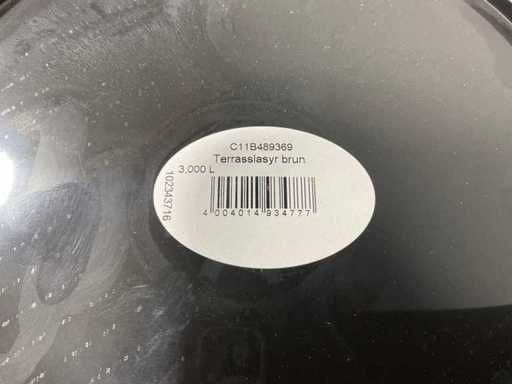 C11B489369
Terrasslasyr brun
3,000 L
102343716
4 004014 934777